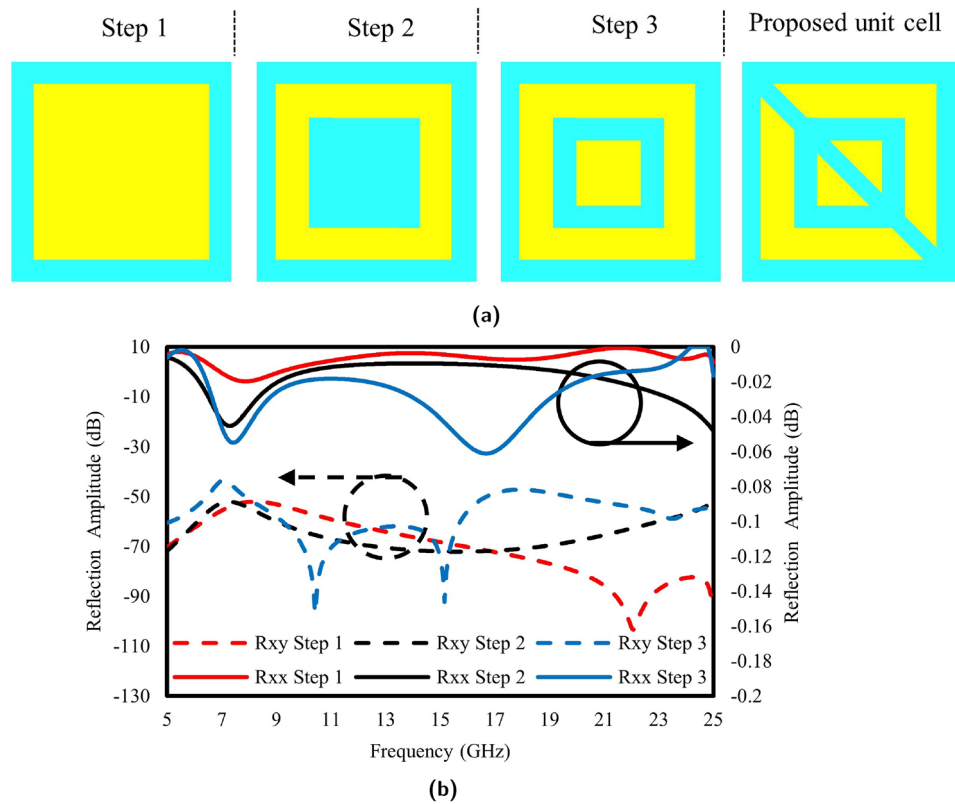 Step 1
Step 2
Step 3
Proposed unit cell
(a)
10
-10
-30
-50
-70
-90
-110
-130
Reflection Amplitude (dB)
0
-0.02
-0.04
-0.06
-0.08
-0.1
-0.12
-0.14
-0.16
-0.18
-0.2
Reflection Amplitude (dB)
Rxy Step 1
Rxy Step 2
Rxy Step 3
Rxx Step 1
Rxx Step 2
Rxx Step 3
5 7 9 11 13 15 17 19 21 23 25
Frequency (GHz)
(b)